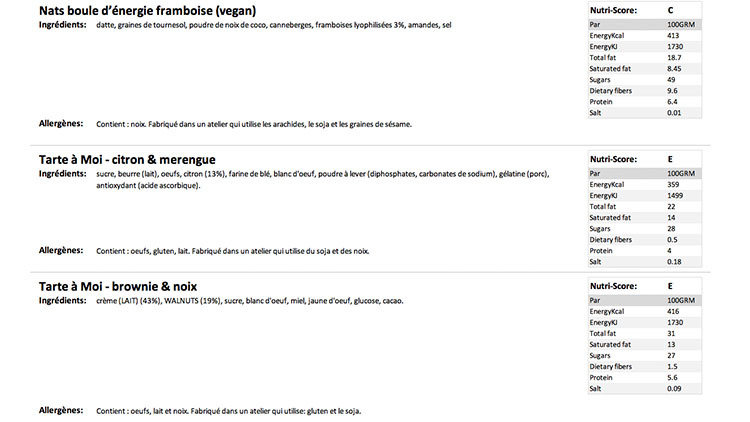 Nats boule d'énergie framboise (vegan)
Ingrédients: datte, graines de tournesol, poudre de noix de coco, canneberges, framboises lyophilisées 3%, amandes, sel
Nutri-Score: C
Par 100GRM
EnergyKcal 413
EnergyKJ 1730
Total fat 18.7
Saturated fat 8.45
Sugars 49
Dietary fibers 9.6
Protein 6.4
Salt 0.01
Allergènes: Contient : noix. Fabriqué dans un atelier qui utilise les arachides, le soja et les graines de sésame.
Tarte à Moi - citron & merengue
Ingrédients: sucre, beurre (lait), oeufs, citron (13%), farine de blé, blanc d'oeuf, poudre à lever (diphosphates, carbonates de sodium), gélatine (porc),
antioxydant (acide ascorbique).
Nutri-Score: E
Par 100GRM
EnergyKcal 359
EnergyKJ 1499
Total fat 22
Saturated fat 14
Sugars 28
Dietary fibers 0.5
Protein 4
Salt 0.18
Allergènes: Contient : oeufs, gluten, lait. Fabriqué dans un atelier qui utilise du soja et des noix.
Tarte à Moi - brownie & noix
Ingrédients: crème (LAIT) (43%), WALNUTS (19%), sucre, blanc d'oeuf, miel, jaune d'oeuf, glucose, cacao.
Nutri-Score: E
Par 100GRM
EnergyKcal 416
EnergyKJ 1730
Total fat 31
Saturated fat 13
Sugars 27
Dietary fibers 1.5
Protein 5.6
Salt 0.09
Allergènes: Contient : oeufs, lait et noix. Fabriqué dans un atelier qui utilise: gluten et le soja.